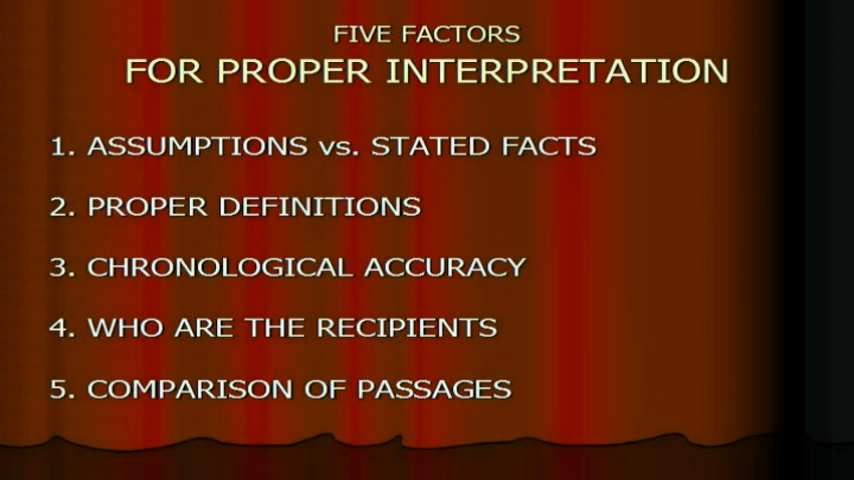 FIVE FACTORS
FOR PROPER INTERPRETATION
1. ASSUMPTIONS vs. STATED FACTS
2. PROPER DEFINITIONS
3. CHRONOLOGICAL ACCURACY
4. WHO ARE THE RECIPIENTS
5. COMPARISON OF PASSAGES